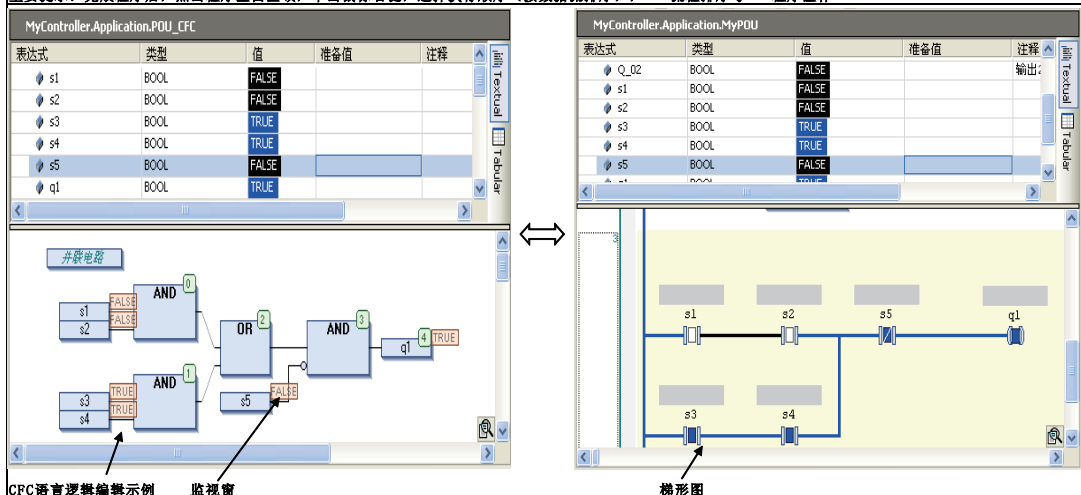 MyController.Application.POU_CFC
表达式 类型 值 准备值 注释
s1 BOOL FALSE
s2 BOOL FALSE
s3 BOOL TRUE
s4 BOOL TRUE
s5 BOOL FALSE
q1 BOOL TRUE
Textual
Tabular
并联电路
s1 FALSE AND 0
s2 FALSE
OR 2
AND 3
q1 4 TRUE
s3 TRUE AND 1
s4 TRUE
s5 FALSE
CFC语言逻辑编辑示例 监视窗
MyController.Application.MyPOU
表达式 类型 值 准备值 注释
Q_02 BOOL FALSE 输出2
s1 BOOL FALSE
s2 BOOL FALSE
s3 BOOL TRUE
s4 BOOL TRUE
s5 BOOL FALSE
Textual
Tabular
3
s1 s2 s5 q1
s3 s4
梯形图